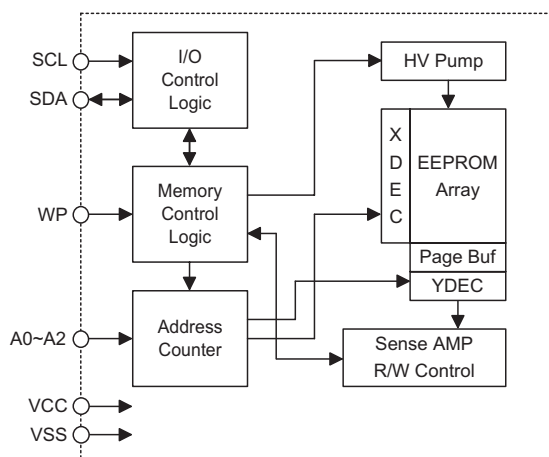 SCL
SDA
WP
A0~A2
VCC
VSS
I/O
Control
Logic
Memory
Control
Logic
Address
Counter
HV Pump
X
D
E
C
EEPROM
Array
Page Buf
YDEC
Sense AMP
R/W Control